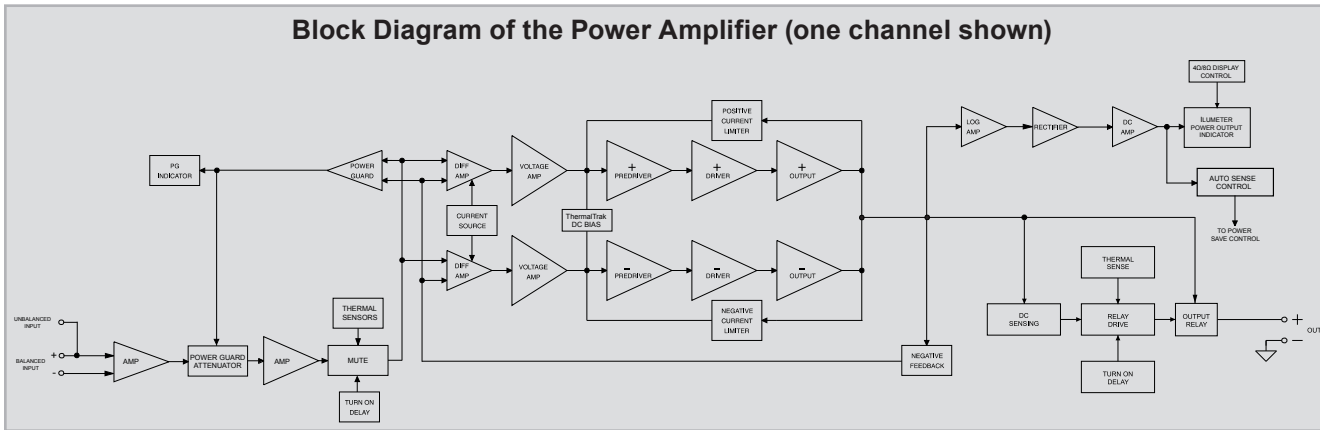 Block Diagram of the Power Amplifier (one channel shown)
4Ω/8Ω DISPLAY
CONTROL
POSITIVE
CURRENT
LIMITER
LOG
AMP
RECTIFIER
DC
AMP
ILUMETER
POWER OUTPUT
INDICATOR
PG
INDICATOR
POWER
GUARD
DIFF
AMP
VOLTAGE
AMP
+
PREDRIVER
+
DRIVER
+
OUTPUT
AUTO SENSE
CONTROL
CURRENT
SOURCE
ThermalTrak
DC BIAS
TO POWER
SAVE CONTROL
DIFF
AMP
VOLTAGE
AMP
-
PREDRIVER
-
DRIVER
-
OUTPUT
THERMAL
SENSE
THERMAL
SENSORS
NEGATIVE
CURRENT
LIMITER
DC
SENSING
RELAY
DRIVE
OUTPUT
RELAY
+
-
OUT
UNBALANCED
INPUT
BALANCED
INPUT
+
-
AMP
POWER GUARD
ATTENUATOR
AMP
MUTE
NEGATIVE
FEEDBACK
TURN ON
DELAY
TURN ON
DELAY